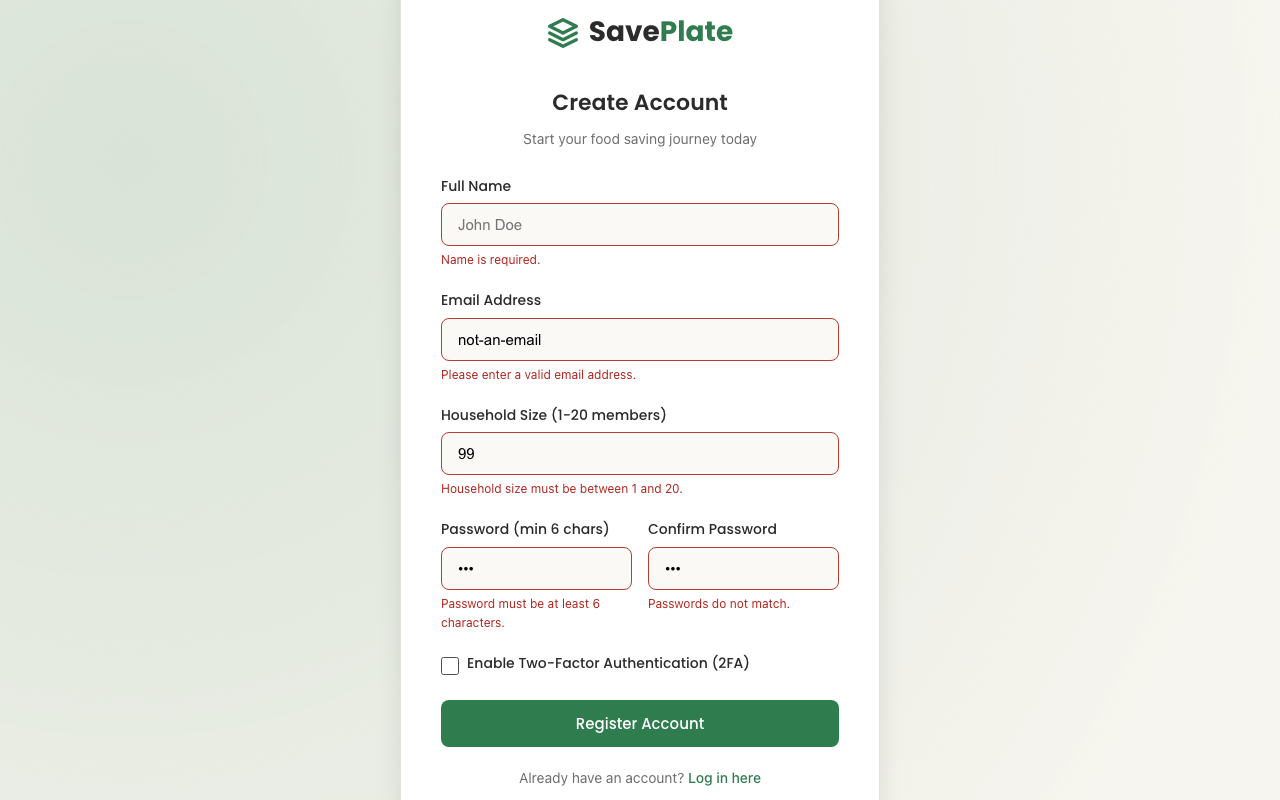 SavePlate
Create Account
Start your food saving journey today
Full Name
John Doe
Name is required.
Email Address
not-an-email
Please enter a valid email address.
Household Size (1-20 members)
99
Household size must be between 1 and 20.
Password (min 6 chars)
•••
Password must be at least 6
characters.
Confirm Password
•••
Passwords do not match.
Enable Two-Factor Authentication (2FA)
Register Account
Already have an account? Log in here